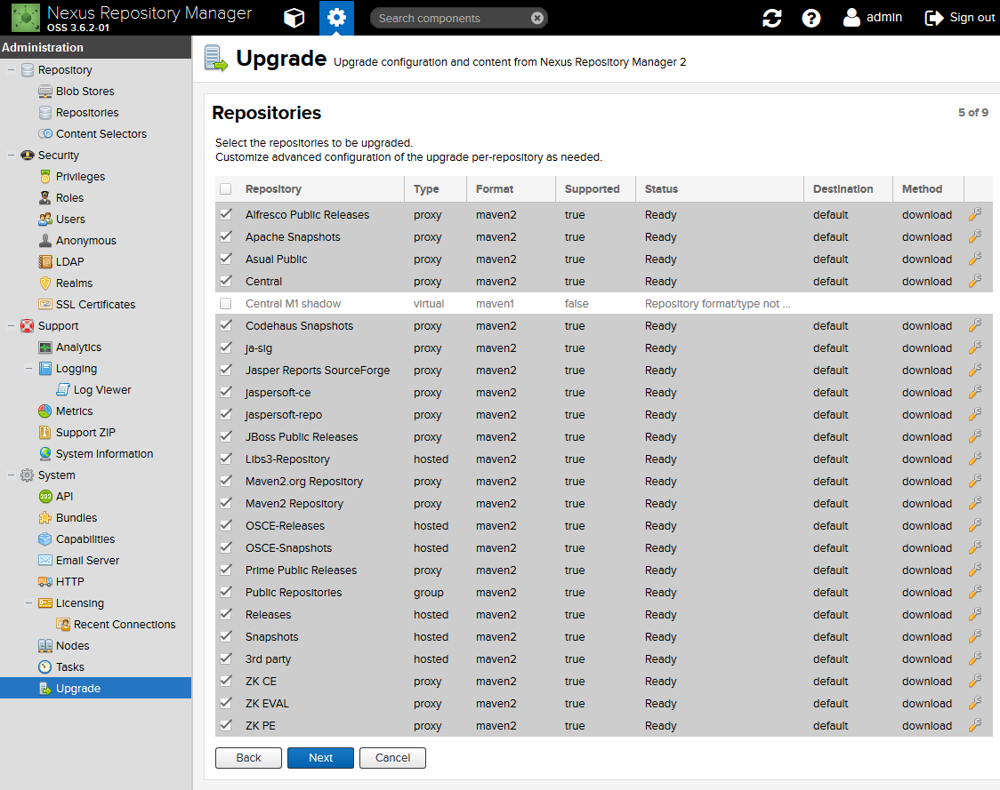 Nexus Repository Manager
OSS 3.6.2-01
Search components
admin
Sign out
Administration
Repository
Blob Stores
Repositories
Content Selectors
Security
Privileges
Roles
Users
Anonymous
LDAP
Realms
SSL Certificates
Support
Analytics
Logging
Log Viewer
Metrics
Support ZIP
System Information
System
API
Bundles
Capabilities
Email Server
HTTP
Licensing
Recent Connections
Nodes
Tasks
Upgrade
Upgrade Upgrade configuration and content from Nexus Repository Manager 2
Repositories 5 of 9
Select the repositories to be upgraded.
Customize advanced configuration of the upgrade per-repository as needed.
Repository Type Format Supported Status Destination Method
Alfresco Public Releases proxy maven2 true Ready default download
Apache Snapshots proxy maven2 true Ready default download
Asual Public proxy maven2 true Ready default download
Central proxy maven2 true Ready default download
Central M1 shadow virtual maven1 false Repository format/type not ...
Codehaus Snapshots proxy maven2 true Ready default download
ja-sig proxy maven2 true Ready default download
Jasper Reports SourceForge proxy maven2 true Ready default download
jaspersoft-ce proxy maven2 true Ready default download
jaspersoft-repo proxy maven2 true Ready default download
JBoss Public Releases proxy maven2 true Ready default download
Libs3-Repository hosted maven2 true Ready default download
Maven2.org Repository proxy maven2 true Ready default download
Maven2 Repository proxy maven2 true Ready default download
OSCE-Releases hosted maven2 true Ready default download
OSCE-Snapshots hosted maven2 true Ready default download
Prime Public Releases proxy maven2 true Ready default download
Public Repositories group maven2 true Ready default download
Releases hosted maven2 true Ready default download
Snapshots hosted maven2 true Ready default download
3rd party hosted maven2 true Ready default download
ZK CE proxy maven2 true Ready default download
ZK EVAL proxy maven2 true Ready default download
ZK PE proxy maven2 true Ready default download
Back Next Cancel